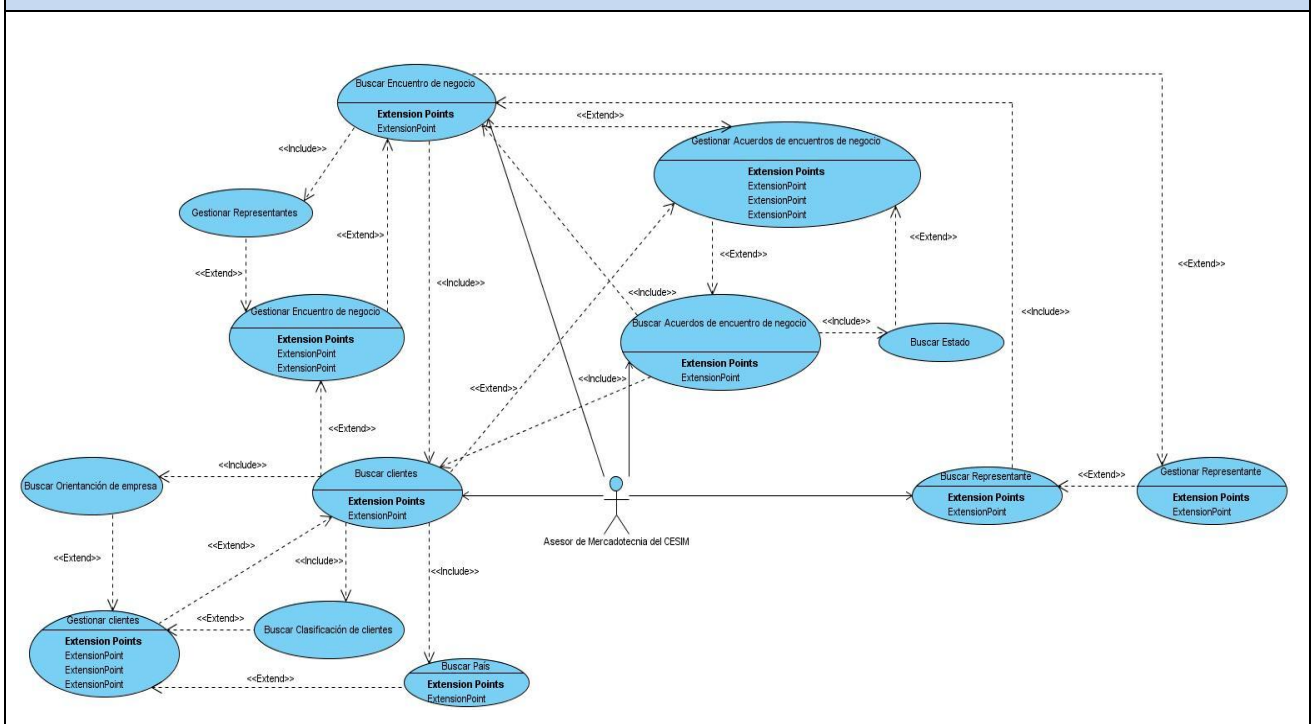 Buscar Encuentro de negocio
Extension Points
ExtensionPoint
<<Extend>>
Gestionar Acuerdos de encuentros de negocio
Extension Points
ExtensionPoint
ExtensionPoint
ExtensionPoint
<<Include>>
Gestionar Representantes
<<Extend>>
<<Extend>>
<<Extend>>
<<Extend>>
<<Extend>>
<<Include>>
<<Include>>
<<Include>>
Gestionar Encuentro de negocio
Extension Points
ExtensionPoint
ExtensionPoint
Buscar Acuerdos de encuentro de negocio
Extension Points
ExtensionPoint
<<Include>>
Buscar Estado
<<Include>>
<<Extend>>
<<Extend>>
<<Include>>
Buscar Orientanción de empresa
Buscar clientes
Extension Points
ExtensionPoint
Asesor de Mercadotecnia del CESIM
Buscar Representante
Extension Points
ExtensionPoint
<<Extend>>
Gestionar Representante
Extension Points
ExtensionPoint
<<Extend>>
<<Extend>>
<<Include>>
<<Include>>
Gestionar clientes
Extension Points
ExtensionPoint
ExtensionPoint
ExtensionPoint
<<Extend>>
Buscar Clasificación de clientes
<<Extend>>
Buscar País
Extension Points
ExtensionPoint